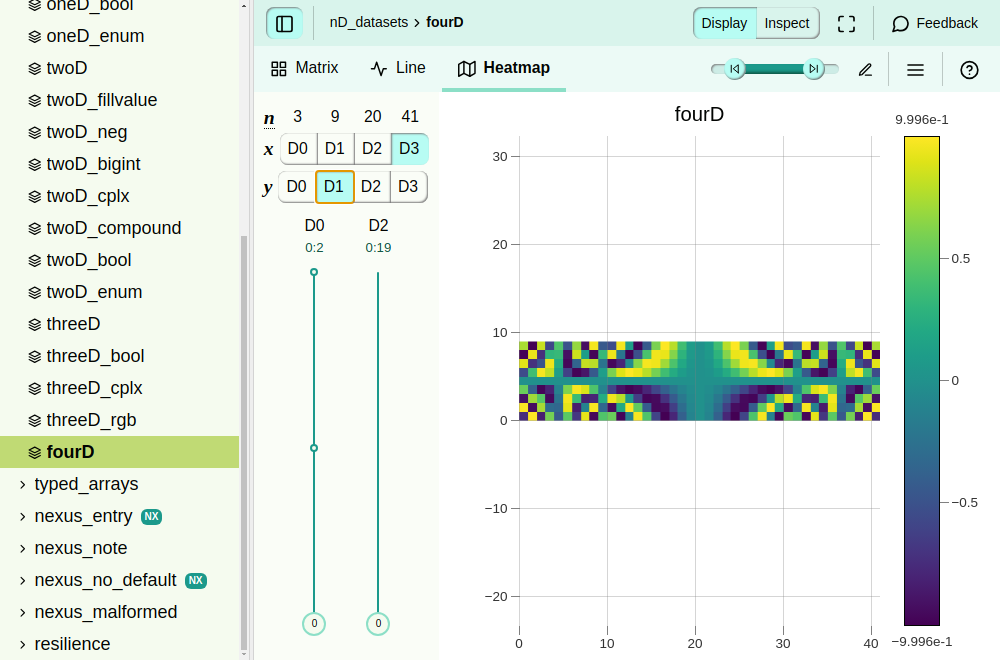 oneD_bool
oneD_enum
twoD
twoD_fillvalue
twoD_neg
twoD_bigint
twoD_cplx
twoD_compound
twoD_bool
twoD_enum
threeD
threeD_bool
threeD_cplx
threeD_rgb
fourD
typed_arrays
nexus_entry NX
nexus_note
nexus_no_default NX
nexus_malformed
resilience
nD_datasets › fourD
Display Inspect
Feedback
Matrix Line Heatmap
n 3 9 20 41
x D0 D1 D2 D3
y D0 D1 D2 D3
D0 D2
0:2 0:19
0 0
fourD
9.996e-1
30
20
10
0
−10
−20
0 10 20 30 40
0.5
0
−0.5
−9.996e-1